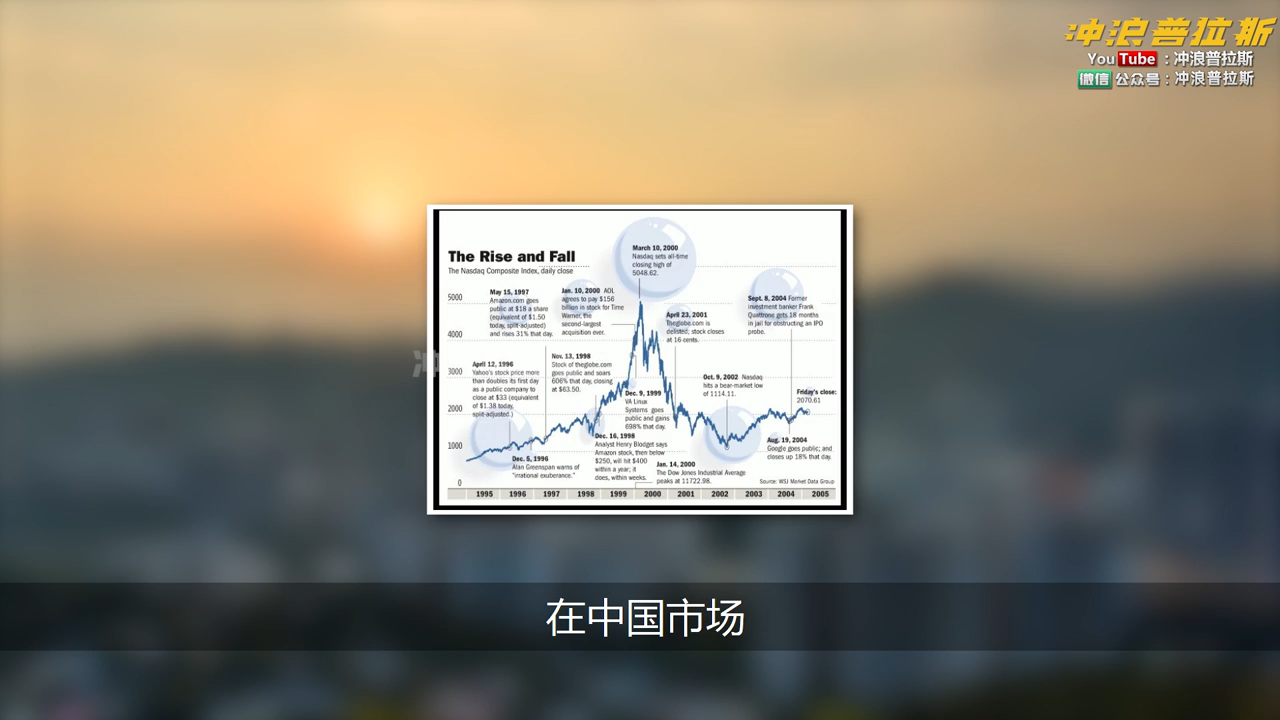 冲浪普拉斯
YouTube：冲浪普拉斯
微信公众号：冲浪普拉斯
The Rise and Fall
The Nasdaq Composite Index, daily close
March 10, 2000
Nasdaq sets all-time
closing high of
5048.62.
May 15, 1997
Amazon.com goes
public at $18 a share
(equivalent of $1.50
today, split-adjusted)
and rises 31% that day.
Jan. 10, 2000 AOL
agrees to pay $156
billion in stock for Time
Warner, the
second-largest
acquisition ever.
April 23, 2001
Theglobe.com is
delisted; stock closes
at 16 cents.
Sept. 8, 2004 Former
investment banker Frank
Quattrone gets 18 months
in jail for obstructing an IPO
probe.
April 12, 1996
Yahoo's stock price more
than doubles its first day
as a public company to
close at $33 (equivalent
of $1.38 today,
split-adjusted.)
Nov. 13, 1998
Stock of theglobe.com
goes public and soars
606% that day, closing
at $63.50.
Dec. 9, 1999
VA Linux
Systems goes
public and gains
698% that day.
Oct. 9, 2002 Nasdaq
hits a bear-market low
of 1114.11.
Friday's close:
2070.61
Dec. 5, 1996
Alan Greenspan warns of
"irrational exuberance."
Dec. 16, 1998
Analyst Henry Blodget says
Amazon stock, then below
$250, will hit $400
within a year; it
does, within weeks.
Jan. 14, 2000
The Dow Jones Industrial Average
peaks at 11722.98.
Aug. 19, 2004
Google goes public; and
closes up 18% that day.
Source: WSJ Market Data Group
5000
4000
3000
2000
1000
0
1995 1996 1997 1998 1999 2000 2001 2002 2003 2004 2005
冲
在中国市场